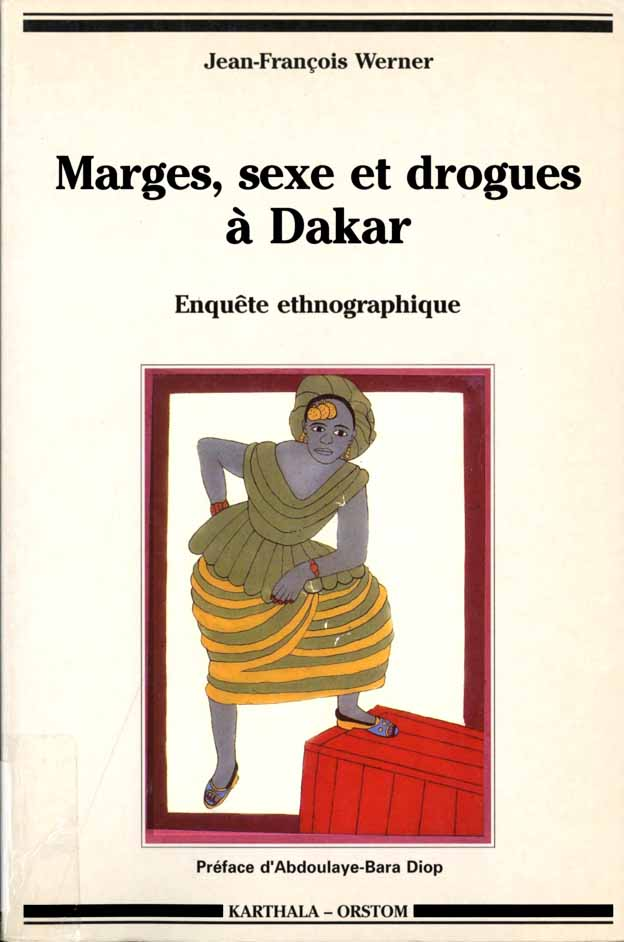 Jean-François Werner
Marges, sexe et drogues
à Dakar
Enquête ethnographique
Préface d'Abdoulaye-Bara Diop
KARTHALA – ORSTOM